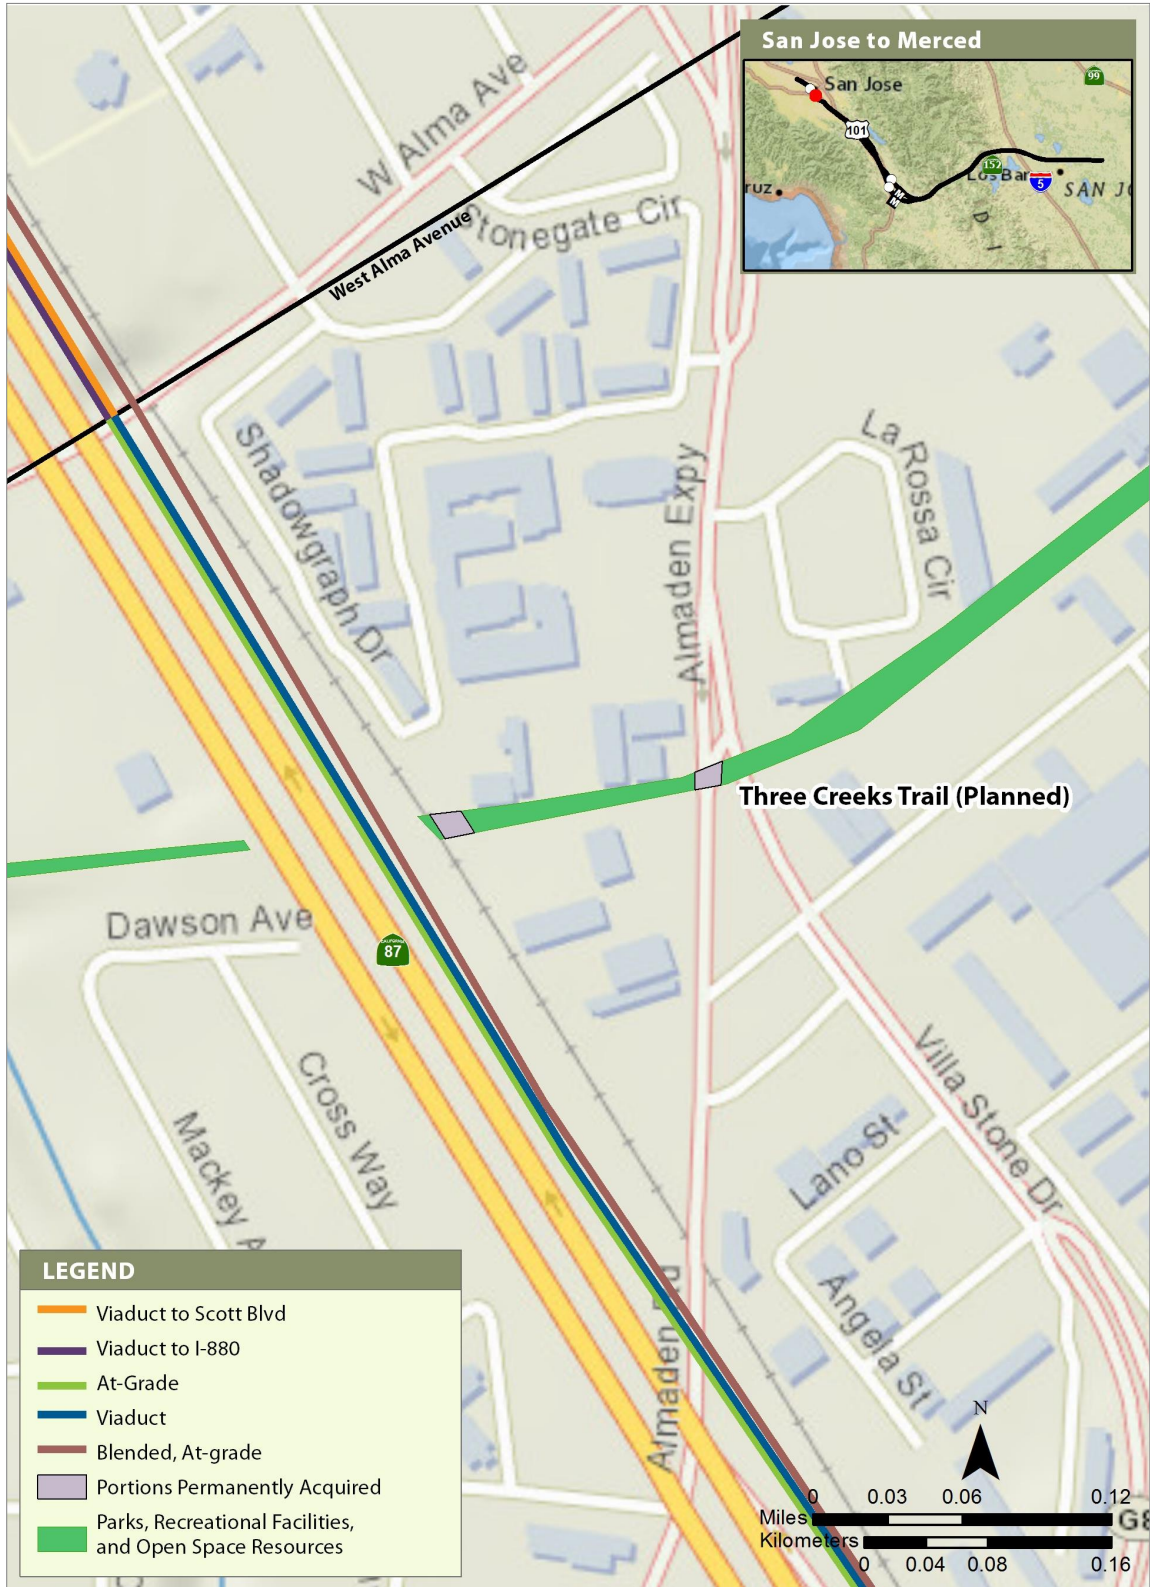 San Jose to Merced
99
San Jose
101
152
Los Ban
5
SAN JO
ruz
D I
W Alma Ave
Stonegate Cir
West Alma Avenue
La Rossa Cir
Shadowgraph Dr
Almaden Expy
Three Creeks Trail (Planned)
Dawson Ave
CALIFORNIA
87
Cross Way
Mackey A
Villa Stone Dr
Lano St
Angela St
Almaden Rd
LEGEND
Viaduct to Scott Blvd
Viaduct to I-880
At-Grade
Viaduct
Blended, At-grade
Portions Permanently Acquired
Parks, Recreational Facilities,
and Open Space Resources
N
0 0.03 0.06 0.12
Miles
Kilometers
0 0.04 0.08 0.16
G8